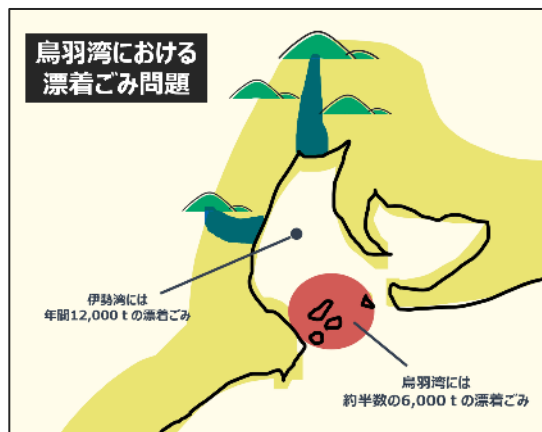 鳥羽湾における
漂着ごみ問題
伊勢湾には
年間12,000ｔの漂着ごみ
鳥羽湾には
約半数の6,000ｔの漂着ごみ